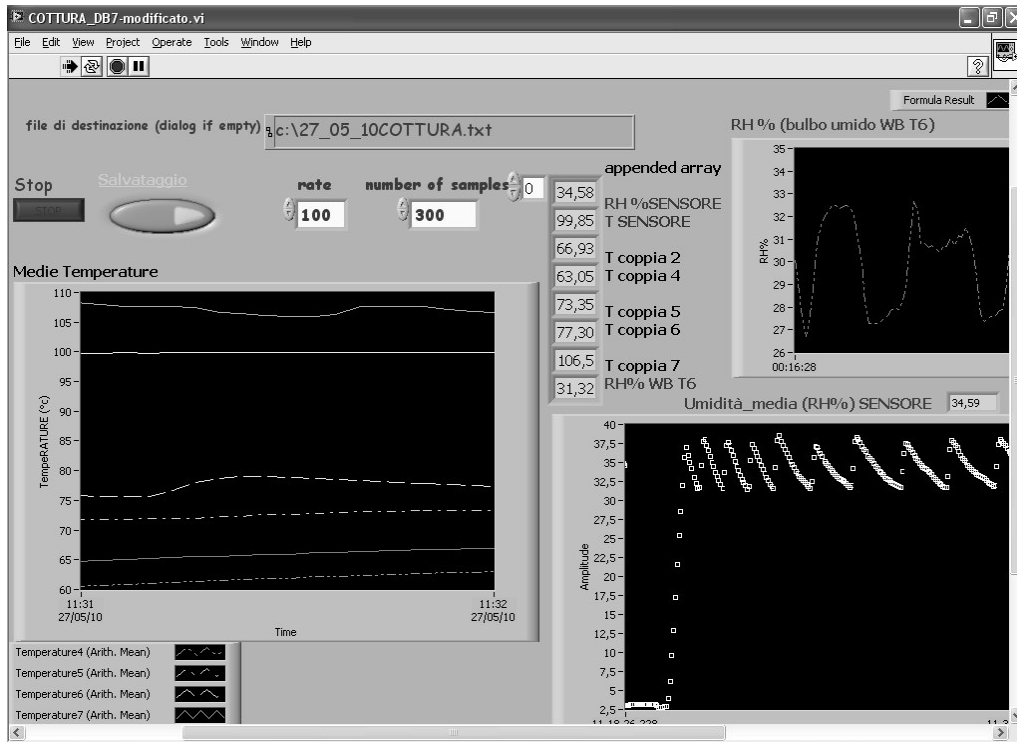 COTTURA_DB7-modificato.vi
File Edit View Project Operate Tools Window Help
?
Formula Result
file di destinazione (dialog if empty) c:\27_05_10COTTURA.txt
RH % (bulbo umido WB T6)
Stop Salvataggio rate number of samples 0 appended array
STOP 100 300
34,58 RH %SENSORE
99,85 T SENSORE
66,93 T coppia 2
63,05 T coppia 4
73,35 T coppia 5
77,30 T coppia 6
106,5 T coppia 7
31,32 RH% WB T6
RH%
35
34
33
32
31
30
29
28
27
26
00:16:28
Medie Temperature
TempeRATURE (°c)
110
105
100
95
90
85
80
75
70
65
60
11:31 11:32
27/05/10 27/05/10
Time
Umidità_media (RH%) SENSORE 34,59
Amplitude
40
37,5
35
32,5
30
27,5
25
22,5
20
17,5
15
12,5
10
7,5
5
2,5
Temperature4 (Arith. Mean)
Temperature5 (Arith. Mean)
Temperature6 (Arith. Mean)
Temperature7 (Arith. Mean)